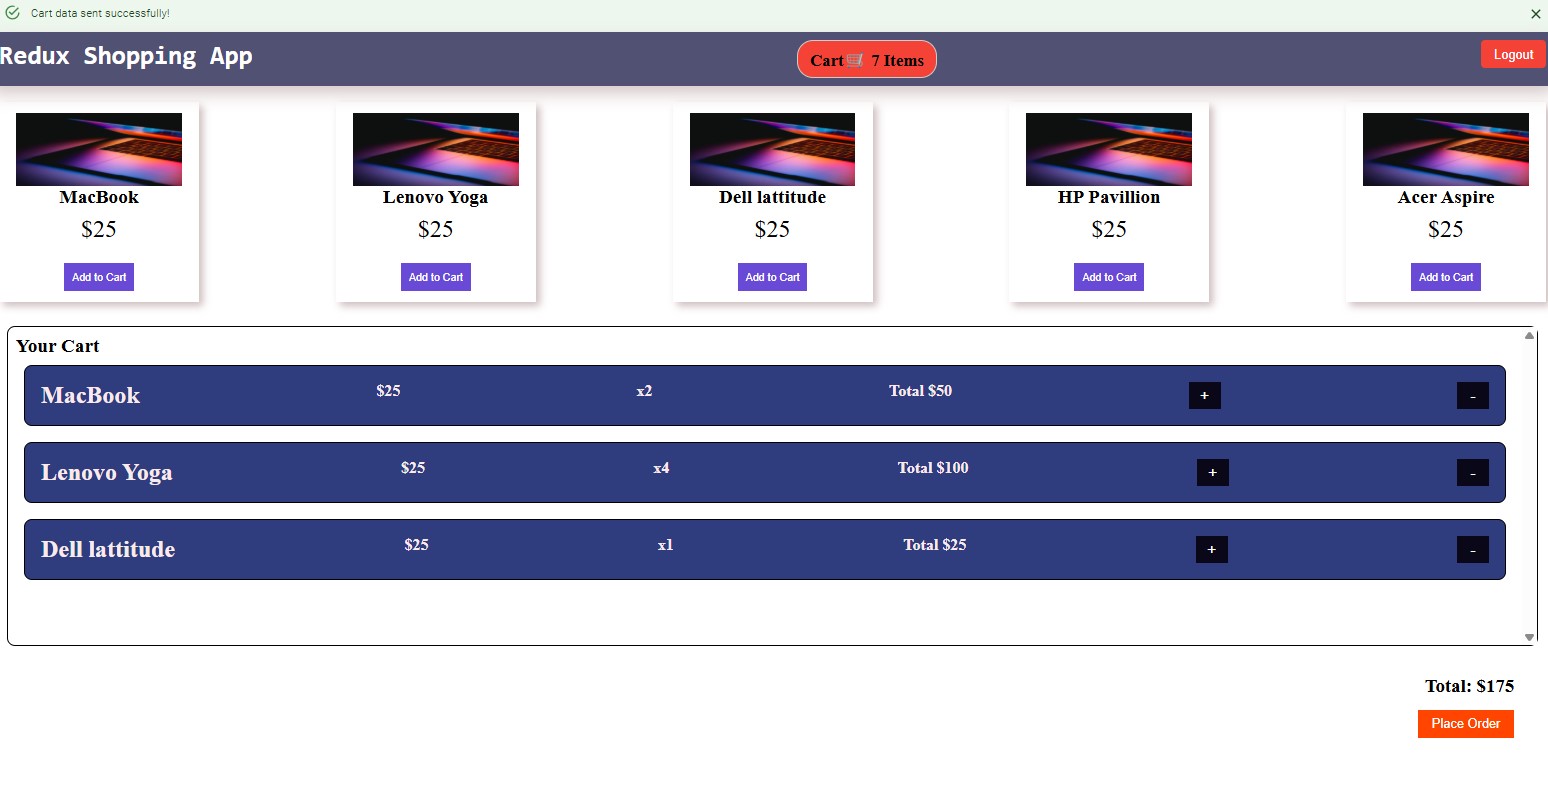 Cart data sent successfully!
Redux Shopping App
Cart🛒 7 Items
Logout
MacBook
$25
Add to Cart
Lenovo Yoga
$25
Add to Cart
Dell lattitude
$25
Add to Cart
HP Pavillion
$25
Add to Cart
Acer Aspire
$25
Add to Cart
Your Cart
MacBook $25 x2 Total $50 + -
Lenovo Yoga $25 x4 Total $100 + -
Dell lattitude $25 x1 Total $25 + -
Total: $175
Place Order